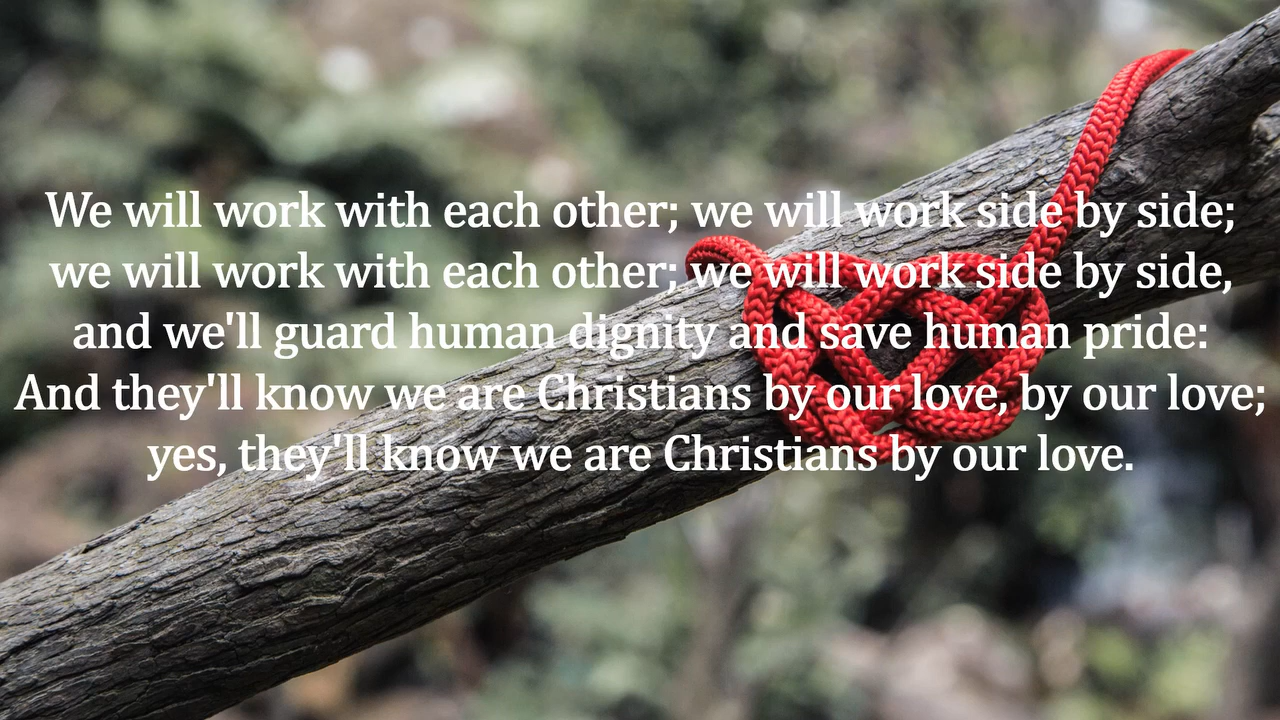 We will work with each other; we will work side by side;
we will work with each other; we will work side by side,
and we'll guard human dignity and save human pride:
And they'll know we are Christians by our love, by our love;
yes, they'll know we are Christians by our love.